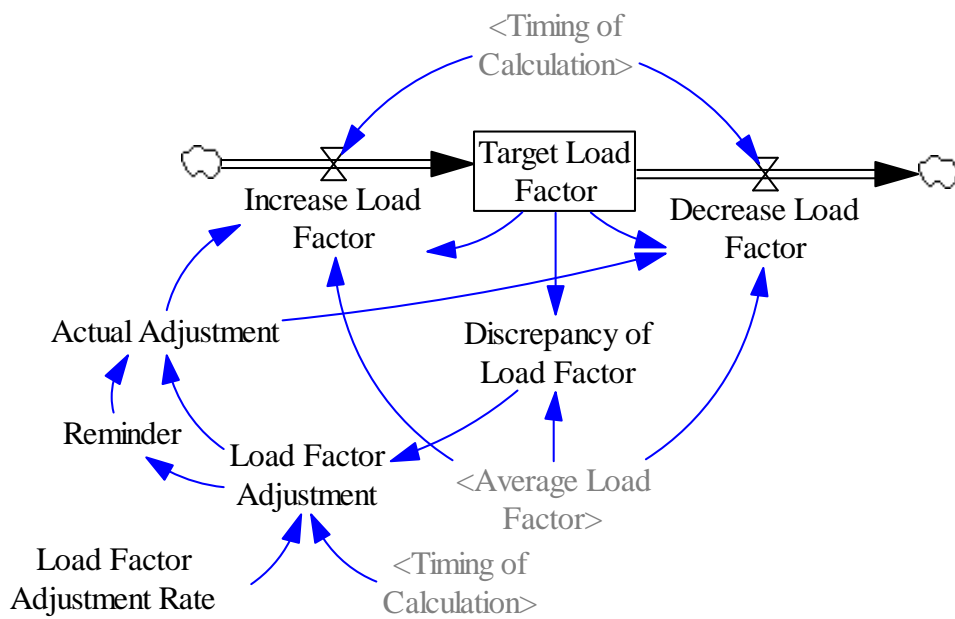 <Timing of
Calculation>
Target Load
Factor
Increase Load
Factor
Decrease Load
Factor
Actual Adjustment
Discrepancy of
Load Factor
Reminder
Load Factor
Adjustment
<Average Load
Factor>
Load Factor
Adjustment Rate
<Timing of
Calculation>